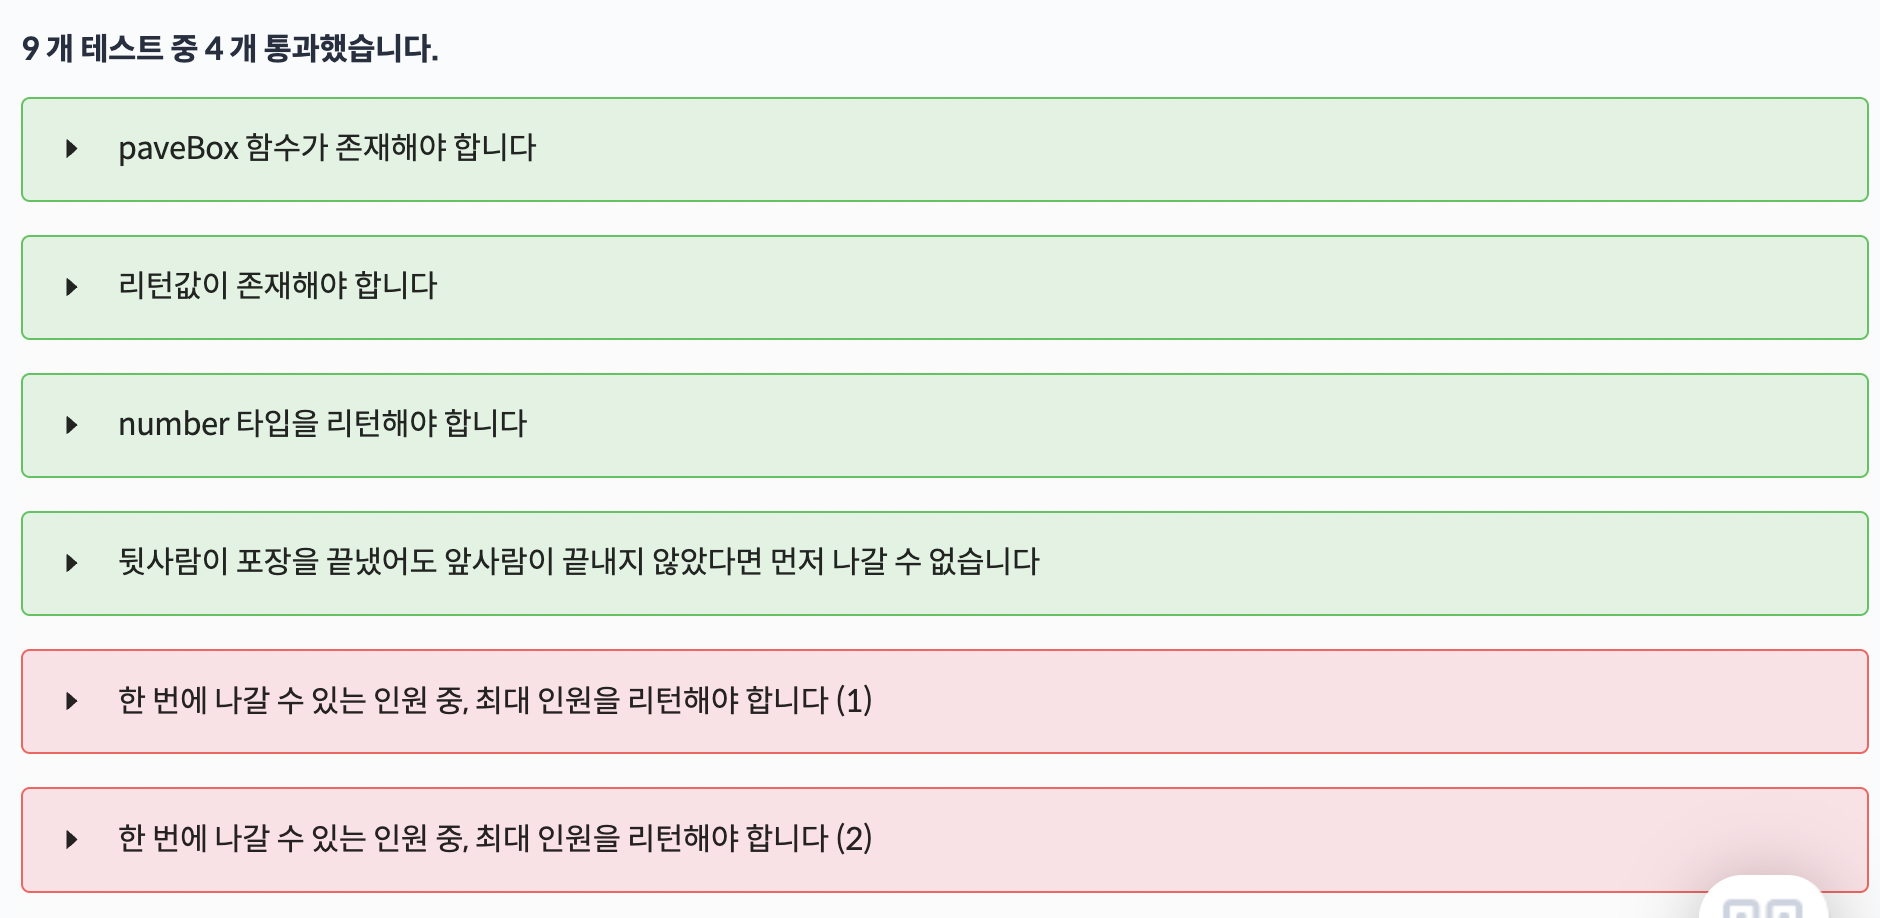 9 개 테스트 중 4 개 통과했습니다.
paveBox 함수가 존재해야 합니다
리턴값이 존재해야 합니다
number 타입을 리턴해야 합니다
뒷사람이 포장을 끝냈어도 앞사람이 끝내지 않았다면 먼저 나갈 수 없습니다
한 번에 나갈 수 있는 인원 중, 최대 인원을 리턴해야 합니다 (1)
한 번에 나갈 수 있는 인원 중, 최대 인원을 리턴해야 합니다 (2)